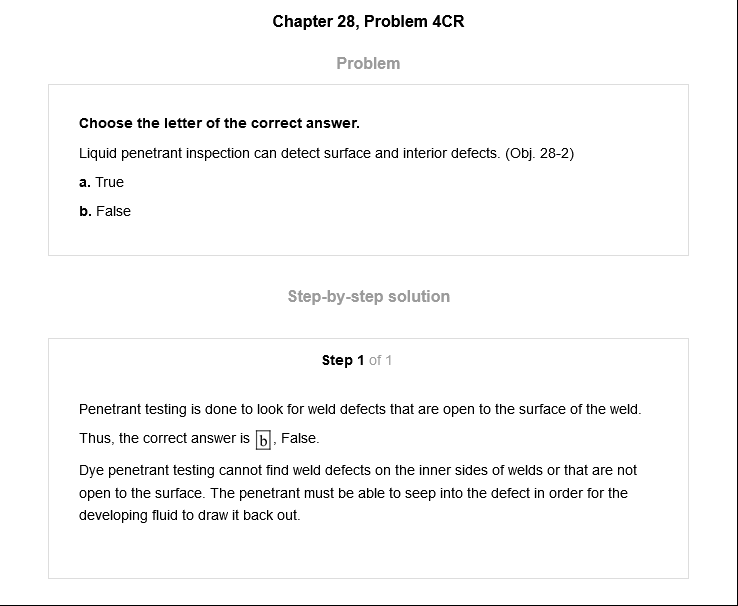 Chapter 28, Problem 4CR
Problem
Choose the letter of the correct answer.
Liquid penetrant inspection can detect surface and interior defects. (Obj. 28-2)
a. True
b. False
Step-by-step solution
Step 1 of 1
Penetrant testing is done to look for weld defects that are open to the surface of the weld.
Thus, the correct answer is b, False.
Dye penetrant testing cannot find weld defects on the inner sides of welds or that are not
open to the surface. The penetrant must be able to seep into the defect in order for the
developing fluid to draw it back out.